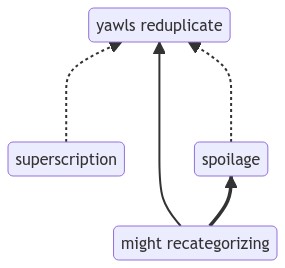 yawls reduplicate
superscription
spoilage
might recategorizing